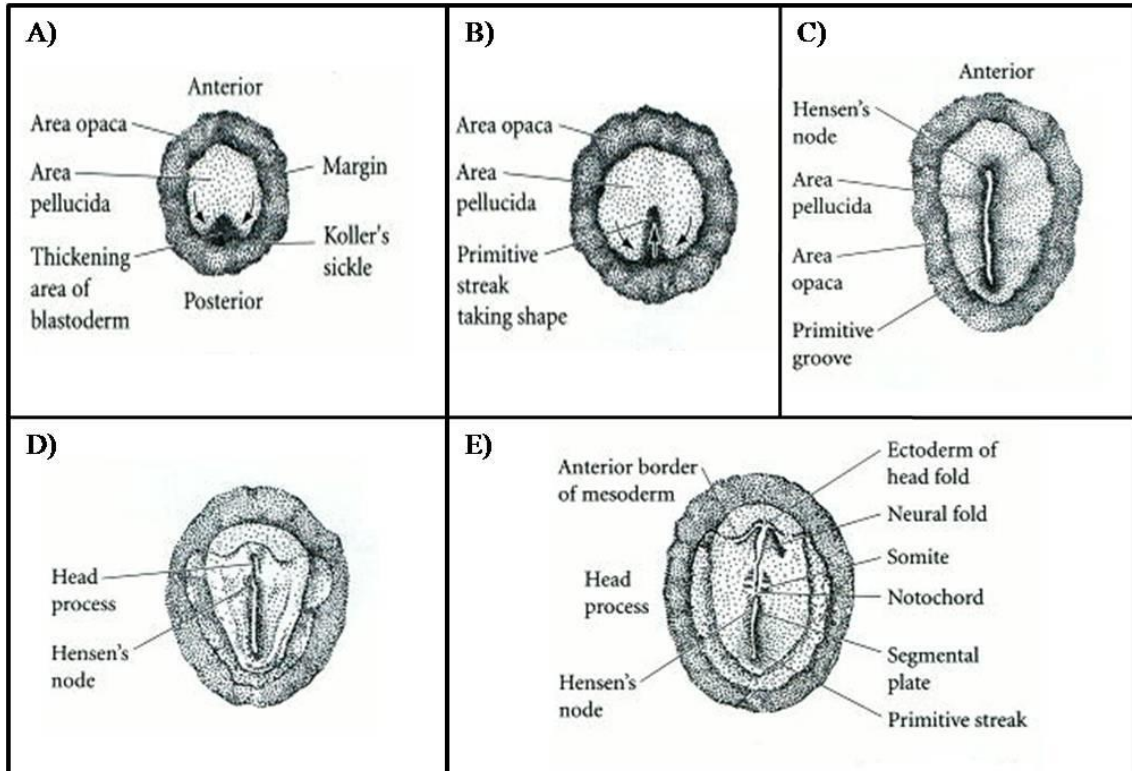 A)
Anterior
Area opaca
Area
pellucida
Thickening
area of
blastoderm
Margin
Koller's
sickle
Posterior
B)
Area opaca
Area
pellucida
Primitive
streak
taking shape
C)
Anterior
Hensen's
node
Area
pellucida
Area
opaca
Primitive
groove
D)
Head
process
Hensen's
node
E)
Anterior border
of mesoderm
Head
process
Hensen's
node
Ectoderm of
head fold
Neural fold
Somite
Notochord
Segmental
plate
Primitive streak